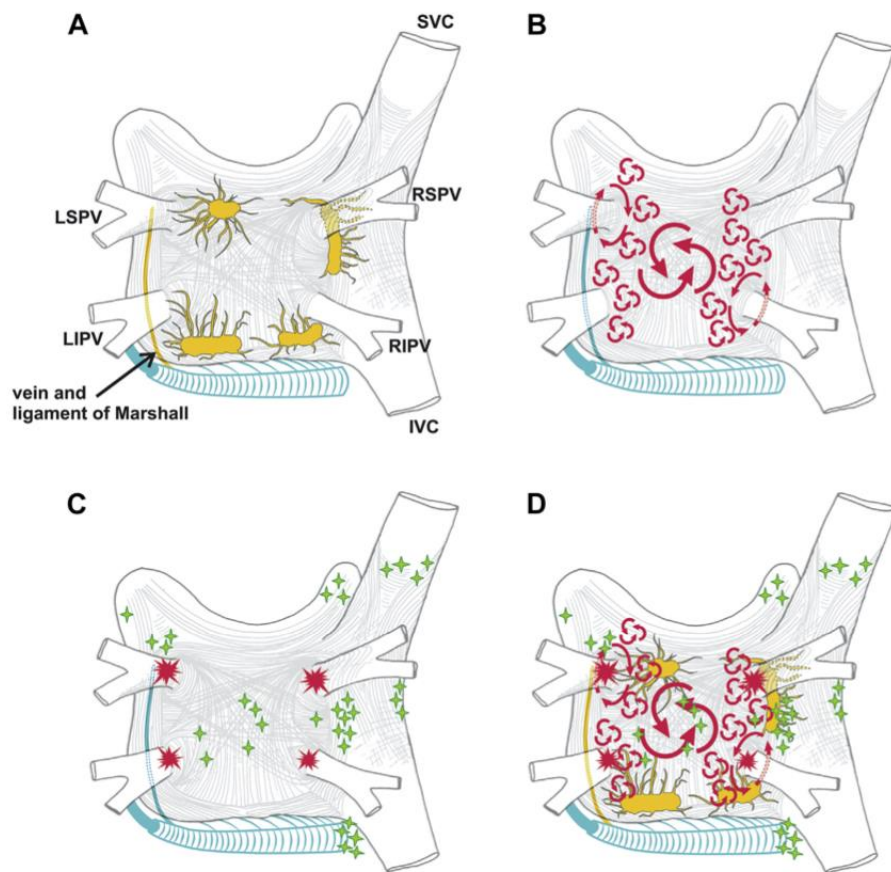 A
SVC
B
RSPV
LSPV
LIPV
RIPV
vein and
ligament of Marshall
IVC
C
D